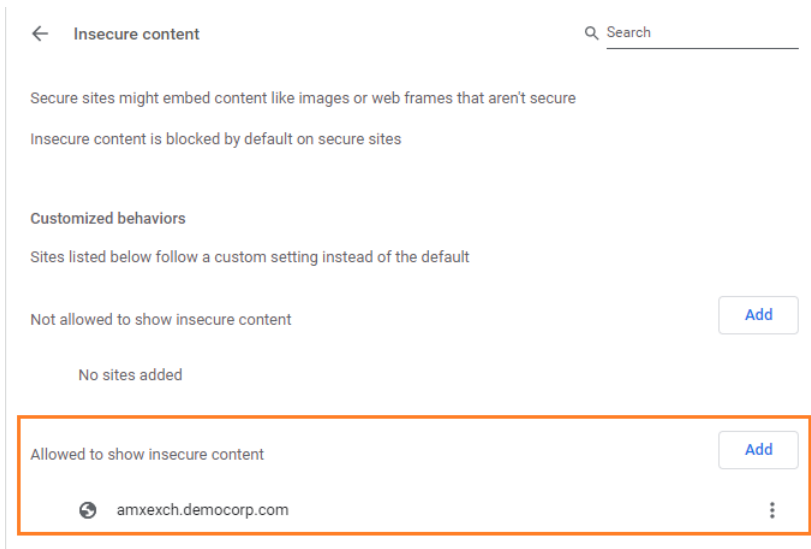 Insecure content
Search
Secure sites might embed content like images or web frames that aren't secure
Insecure content is blocked by default on secure sites
Customized behaviors
Sites listed below follow a custom setting instead of the default
Not allowed to show insecure content
Add
No sites added
Allowed to show insecure content
Add
amxexch.democorp.com